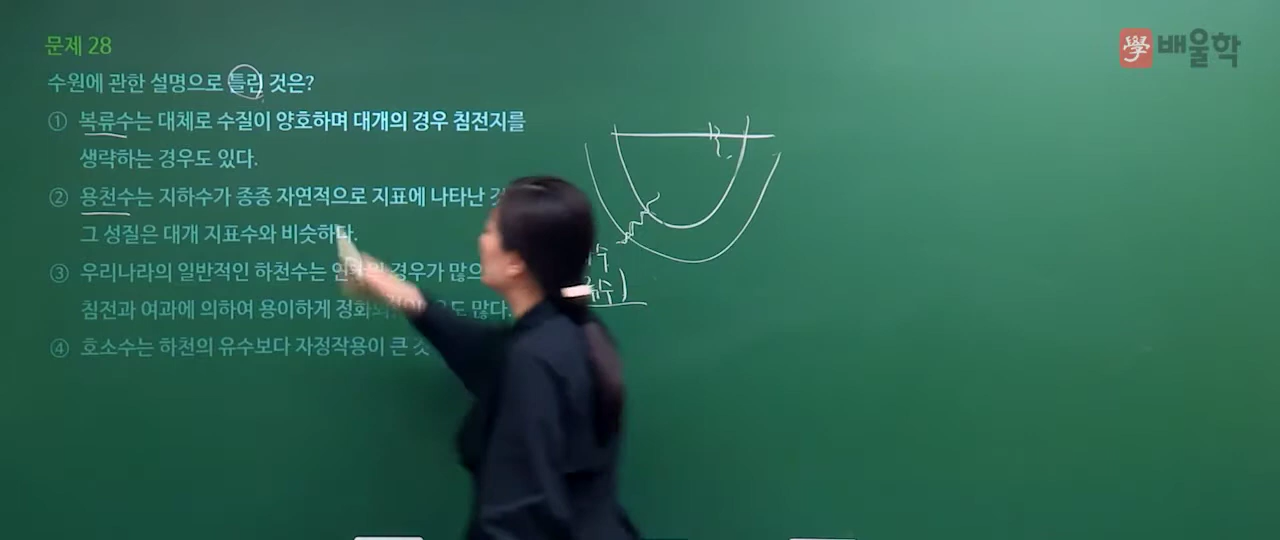 문제 28
學 배울학
수원에 관한 설명으로 틀린 것은?
① 복류수는 대체로 수질이 양호하며 대개의 경우 침전지를
생략하는 경우도 있다.
② 용천수는 지하수가 종종 자연적으로 지표에 나타난
그 성질은 대개 지표수와 비슷하다.
③ 우리나라의 일반적인 하천수는 경우가 많으
침전과 여과에 의하여 용이하게 많다.
④ 호소수는 하천의 유수보다 자정작용이 큰